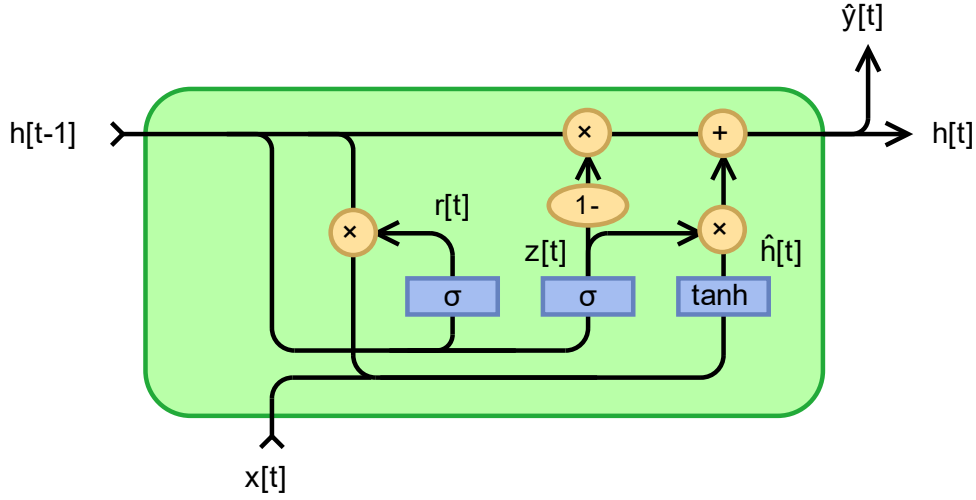 ŷ[t]
h[t-1]
×
+
h[t]
r[t]
1-
×
×
z[t]
ĥ[t]
σ
σ
tanh
x[t]